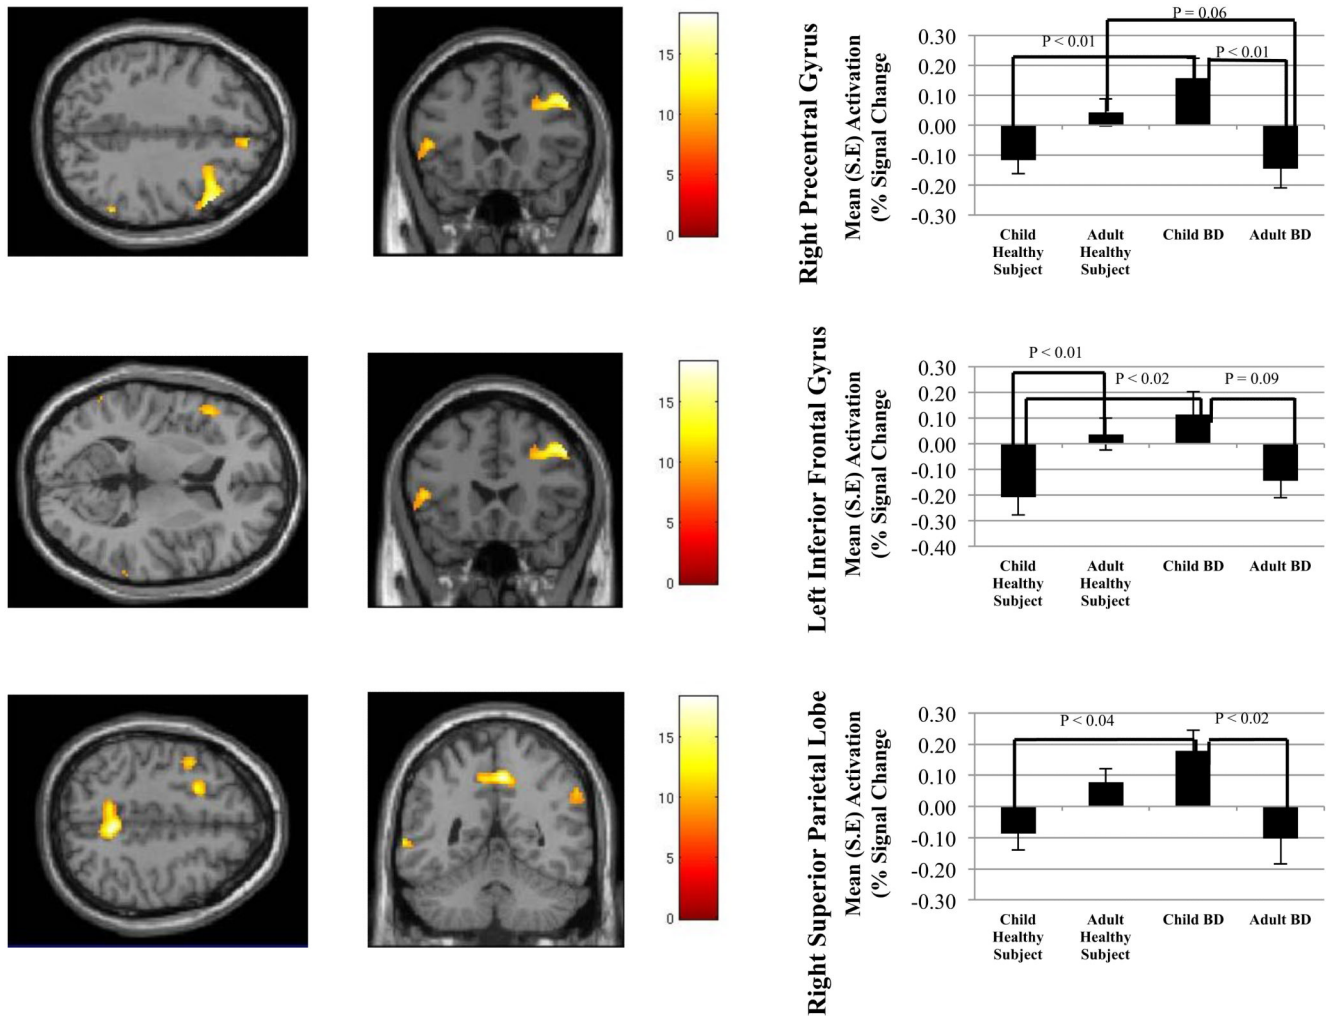 15
10
5
0
Right Precentral Gyrus
Mean (S.E) Activation
(% Signal Change)
P = 0.06
P < 0.01
P < 0.01
0.30
0.20
0.10
0.00
-0.10
-0.20
-0.30
Child Healthy Subject
Adult Healthy Subject
Child BD
Adult BD
15
10
5
0
Left Inferior Frontal Gyrus
Mean (S.E) Activation
(% Signal Change)
P < 0.01
P < 0.02
P = 0.09
0.30
0.20
0.10
0.00
-0.10
-0.20
-0.30
-0.40
Child Healthy Subject
Adult Healthy Subject
Child BD
Adult BD
15
10
5
0
Right Superior Parietal Lobe
Mean (S.E) Activation
(% Signal Change)
P < 0.04
P < 0.02
0.30
0.20
0.10
0.00
-0.10
-0.20
-0.30
Child Healthy Subject
Adult Healthy Subject
Child BD
Adult BD